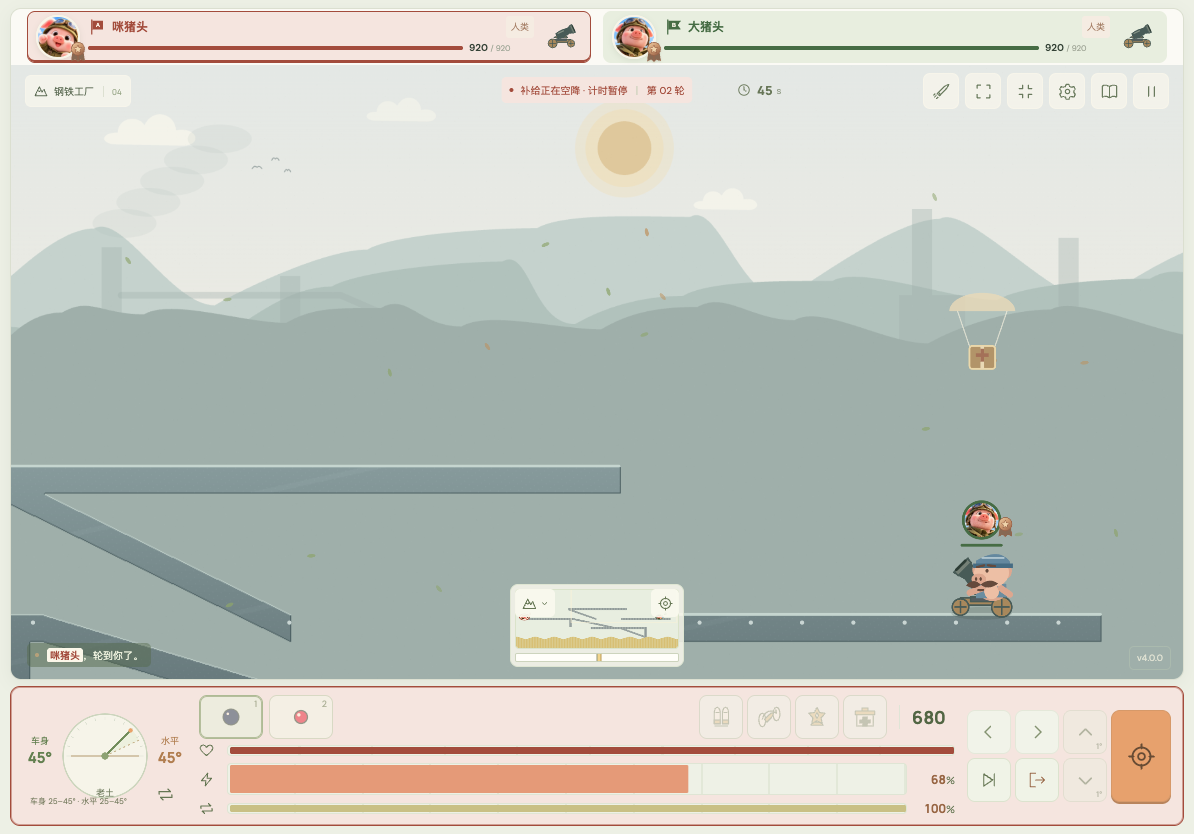 咪猪头
人类
920 / 920
大猪头
人类
920 / 920
钢铁工厂 04
补给正在空降 · 计时暂停 第 02 轮
45 s
咪猪头，轮到你了。
v4.0.0
车身
45°
水平
45°
老土
车身 25–45° · 水平 25–45°
1
2
680
68%
100%
1°
1°